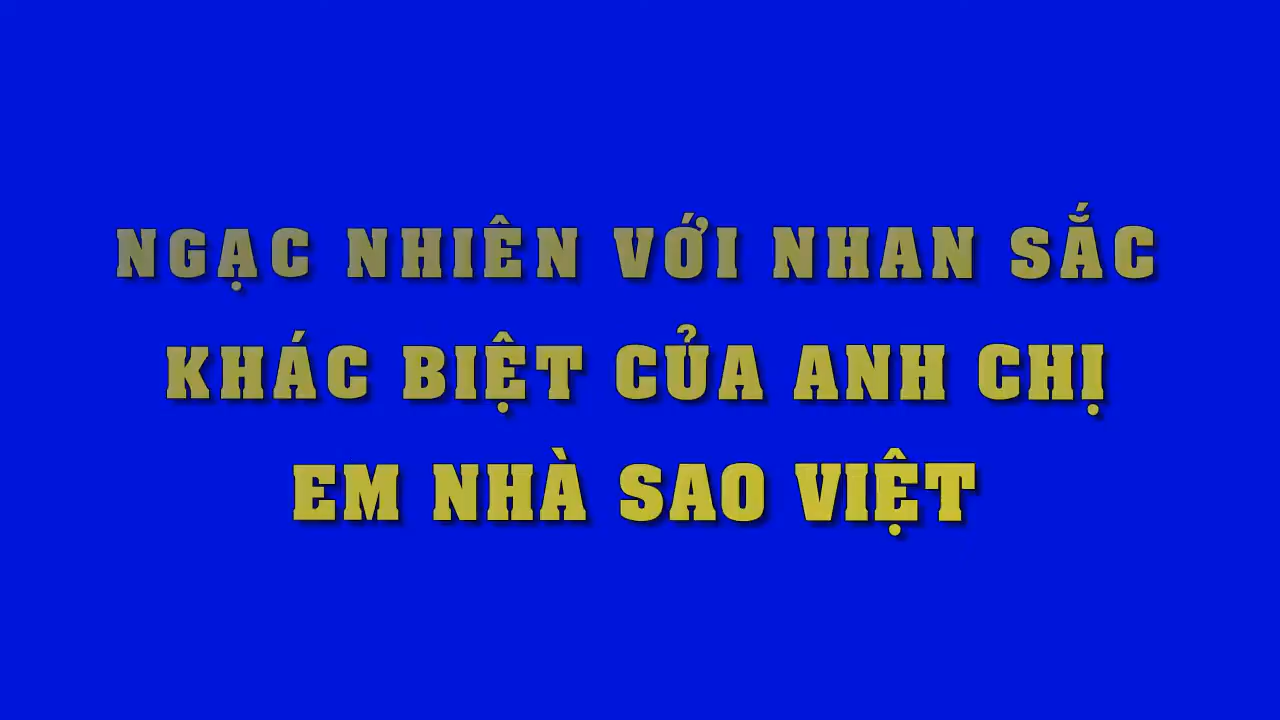 NGẠC NHIÊN VỚI NHAN SẮC
KHÁC BIỆT CỦA ANH CHỊ
EM NHÀ SAO VIỆT